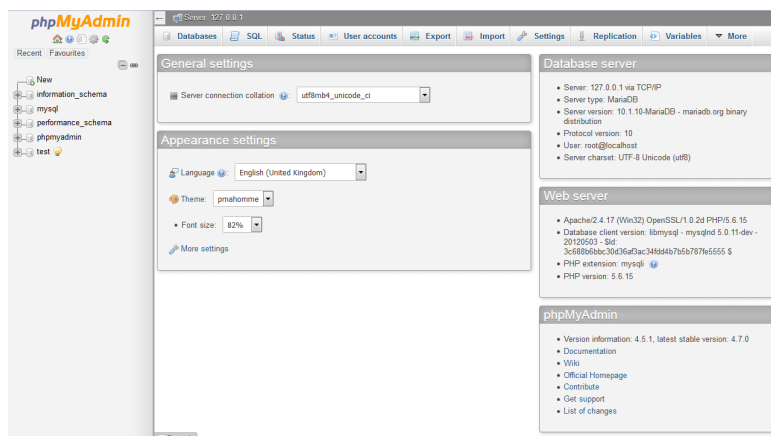 phpMyAdmin
Recent Favourites
New
information_schema
mysql
performance_schema
phpmyadmin
test
Server: 127.0.0.1
Databases SQL Status User accounts Export Import Settings Replication Variables More
General settings
Server connection collation : utf8mb4_unicode_ci
Appearance settings
Language : English (United Kingdom)
Theme: pmahomme
• Font size: 82%
More settings
Database server
• Server: 127.0.0.1 via TCP/IP
• Server type: MariaDB
• Server version: 10.1.10-MariaDB - mariadb.org binary
distribution
• Protocol version: 10
• User: root@localhost
• Server charset: UTF-8 Unicode (utf8)
Web server
• Apache/2.4.17 (Win32) OpenSSL/1.0.2d PHP/5.6.15
• Database client version: libmysql - mysqlnd 5.0.11-dev -
20120503 - $Id:
3c688b6bbc30d36af3ac34fdd4b7b5b787fe5555 $
• PHP extension: mysqli
• PHP version: 5.6.15
phpMyAdmin
• Version information: 4.5.1, latest stable version: 4.7.0
• Documentation
• Wiki
• Official Homepage
• Contribute
• Get support
• List of changes